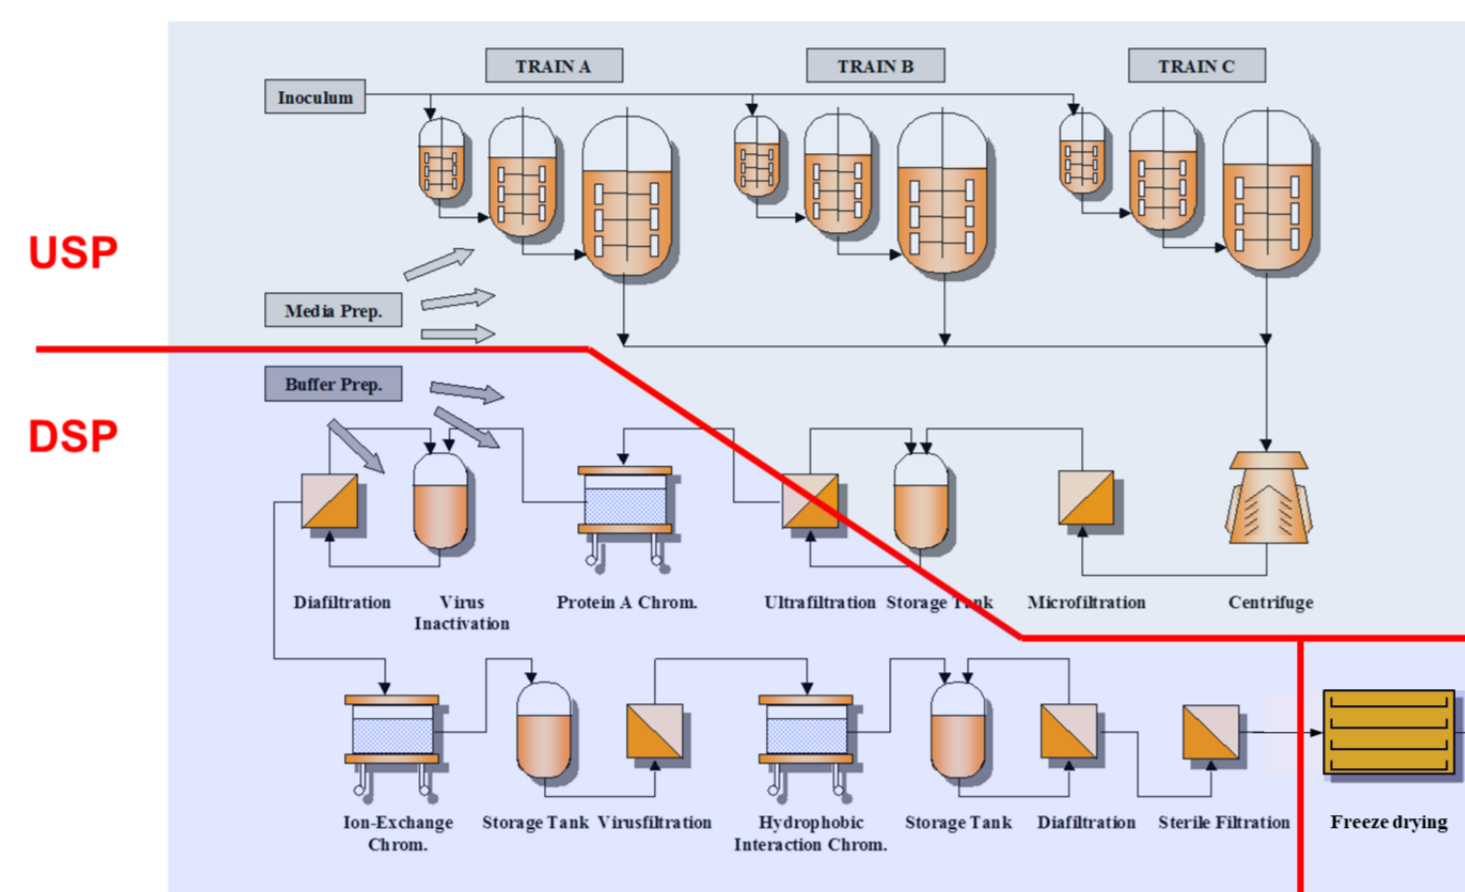 TRAIN A
TRAIN B
TRAIN C
Inoculum
USP
Media Prep.
Buffer Prep.
DSP
Diafiltration
Virus
Inactivation
Protein A Chrom.
Ultrafiltration
Storage Tank
Microfiltration
Centrifuge
Ion-Exchange
Chrom.
Storage Tank
Virusfiltration
Hydrophobic
Interaction Chrom.
Storage Tank
Diafiltration
Sterile Filtration
Freeze drying